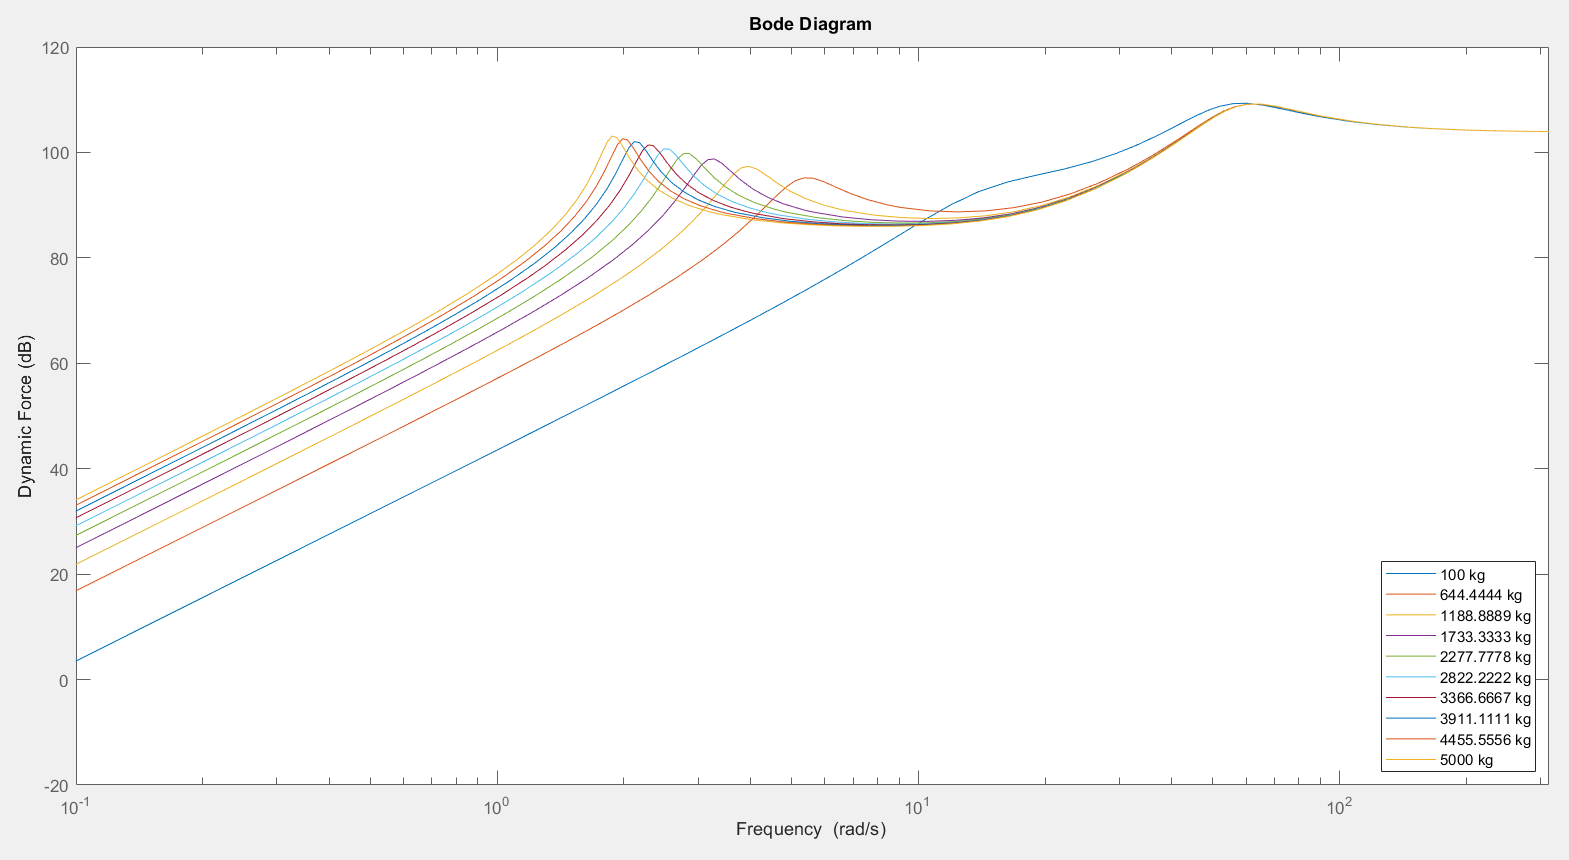 Bode Diagram
120
100
80
60
40
20
0
-20
Dynamic Force (dB)
10^-1
10^0
10^1
10^2
Frequency (rad/s)
100 kg
644.4444 kg
1188.8889 kg
1733.3333 kg
2277.7778 kg
2822.2222 kg
3366.6667 kg
3911.1111 kg
4455.5556 kg
5000 kg